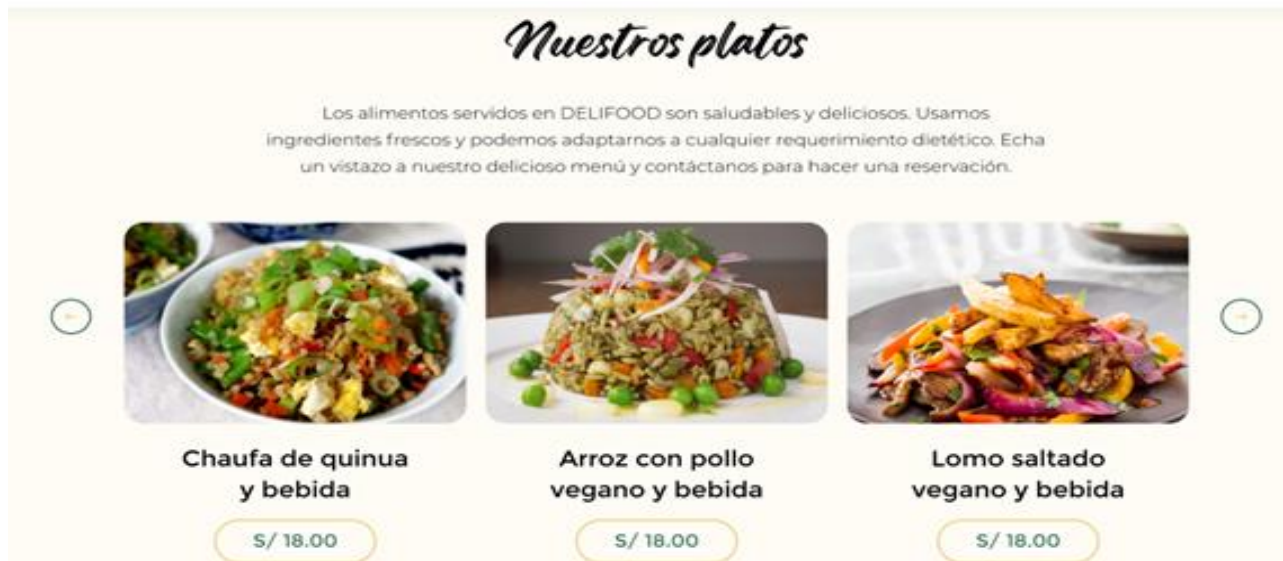 Nuestros platos
Los alimentos servidos en DELIFOOD son saludables y deliciosos. Usamos
ingredientes frescos y podemos adaptarnos a cualquier requerimiento dietético. Echa
un vistazo a nuestro delicioso menú y contáctanos para hacer una reservación.
Chaufa de quinua
y bebida
S/ 18.00
Arroz con pollo
vegano y bebida
S/ 18.00
Lomo saltado
vegano y bebida
S/ 18.00